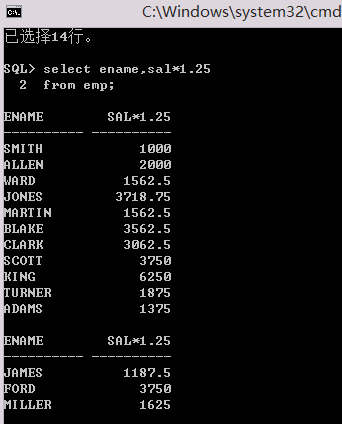 C:\Windows\system32\cmd
已选择14行。
SQL> select ename,sal*1.25
  2  from emp;
ENAME        SAL*1.25
---------- ----------
SMITH            1000
ALLEN            2000
WARD           1562.5
JONES         3718.75
MARTIN         1562.5
BLAKE          3562.5
CLARK          3062.5
SCOTT            3750
KING             6250
TURNER           1875
ADAMS            1375
ENAME        SAL*1.25
---------- ----------
JAMES          1187.5
FORD             3750
MILLER           1625